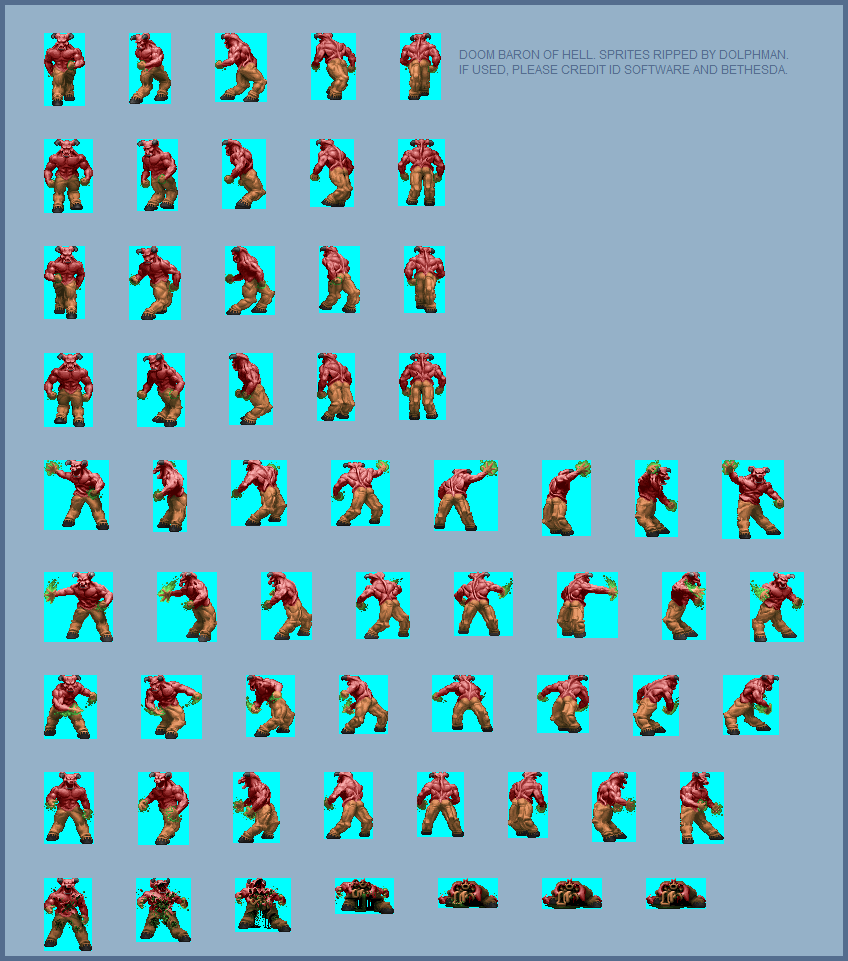 DOOM BARON OF HELL. SPRITES RIPPED BY DOLPHMAN.
IF USED, PLEASE CREDIT ID SOFTWARE AND BETHESDA.